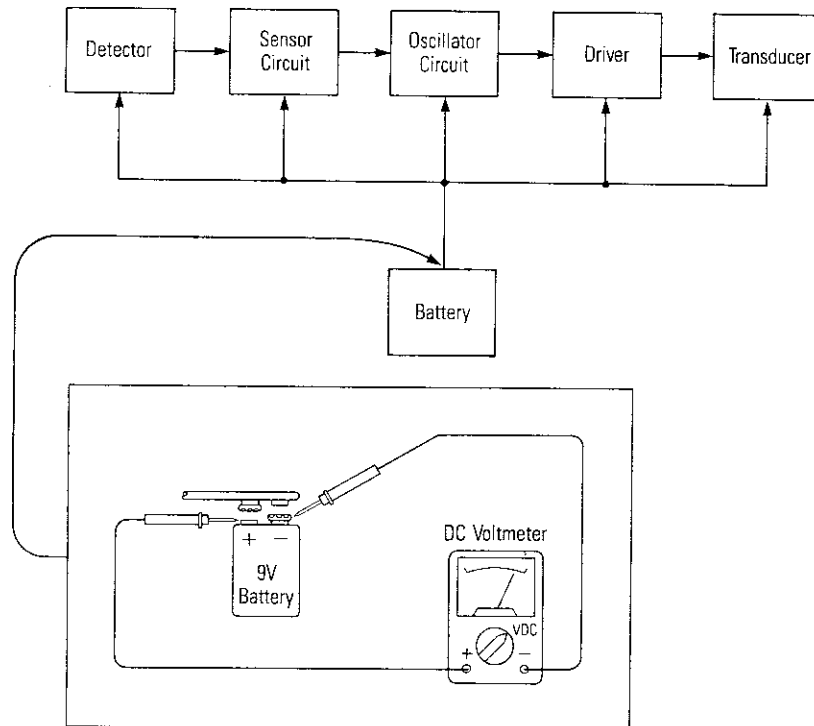 Detector
Sensor
Circuit
Oscillator
Circuit
Driver
Transducer
Battery
DC Voltmeter
+ −
9V
Battery
VDC
+ −